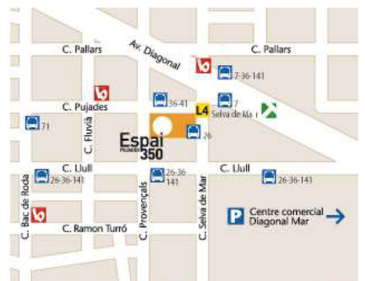 Av. Diagonal
C. Pallars
C. Pallars
7-36-141
36-41
7
C. Pujades
L4
Selva de Mar
71
C. Fluvià
Espai
PUJADES
350
26
C. Llull
C. Llull
26-36-141
26-36
141
26-36-141
C. Bac de Roda
C. Provençals
C. Selva de Mar
P
Centre comercial
Diagonal Mar
C. Ramon Turró